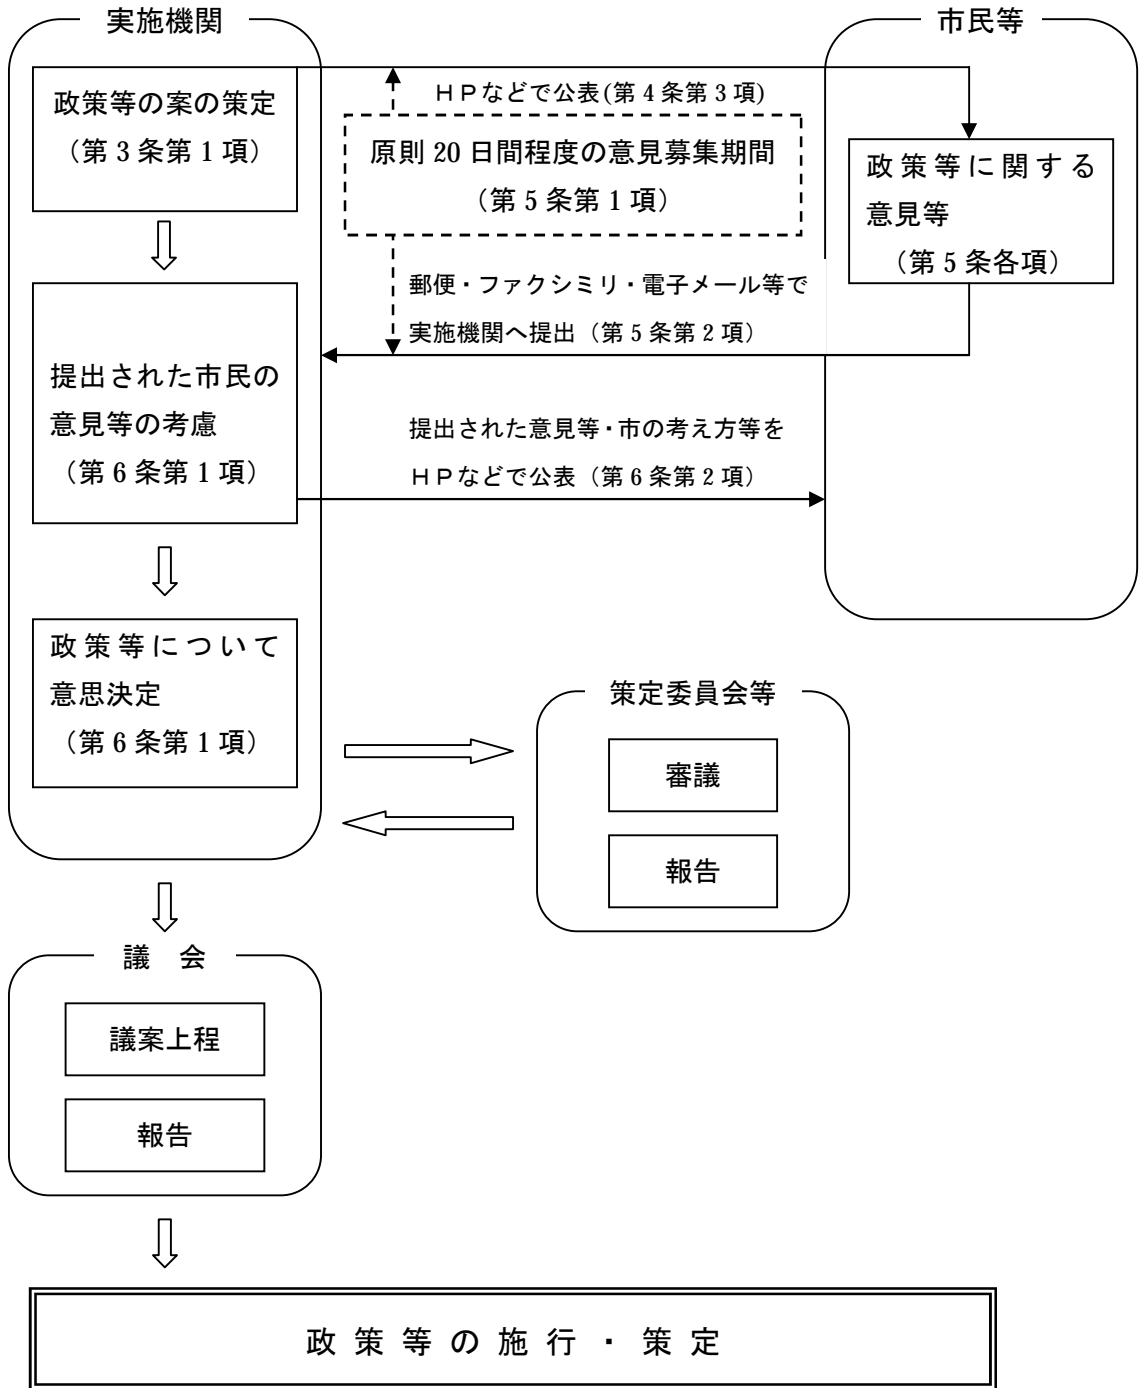 実施機関
市民等
政策等の案の策定
（第３条第１項）
ＨＰなどで公表(第４条第３項)
原則 20 日間程度の意見募集期間
（第５条第１項）
政策等に関する
意見等
（第５条各項）
郵便・ファクシミリ・電子メール等で
実施機関へ提出（第５条第２項）
提出された市民の
意見等の考慮
（第６条第１項）
提出された意見等・市の考え方等を
ＨＰなどで公表（第６条第２項）
政策等について
意思決定
（第６条第１項）
策定委員会等
審議
報告
議　会
議案上程
報告
政策等の施行・策定